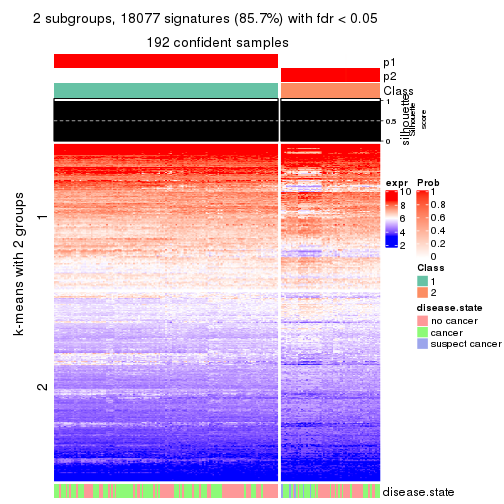 2 subgroups, 18077 signatures (85.7%) with fdr < 0.05
192 confident samples
p1
p2
Class
silhouette
Silhouette
score
1
0.5
0
k-means with 2 groups
1
2
expr
10
8
6
4
2
Prob
1
0.8
0.6
0.4
0.2
0
Class
1
2
disease.state
no cancer
cancer
suspect cancer
disease.state